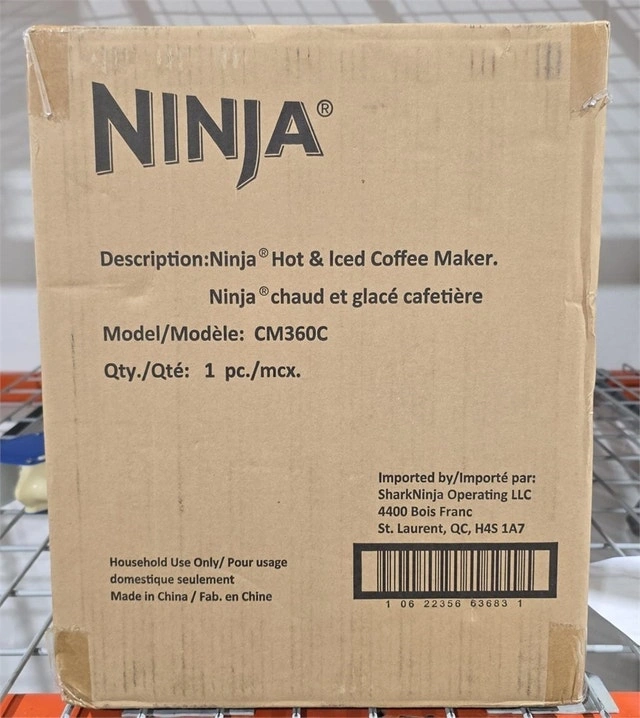 NINJA®
Description:Ninja® Hot & Iced Coffee Maker.
Ninja® chaud et glacé cafetière
Model/Modèle: CM360C
Qty./Qté: 1 pc./mcx.
Imported by/Importé par:
SharkNinja Operating LLC
4400 Bois Franc
St. Laurent, QC, H4S 1A7
Household Use Only/ Pour usage
domestique seulement
Made in China / Fab. en Chine
1 06 22356 63683 1